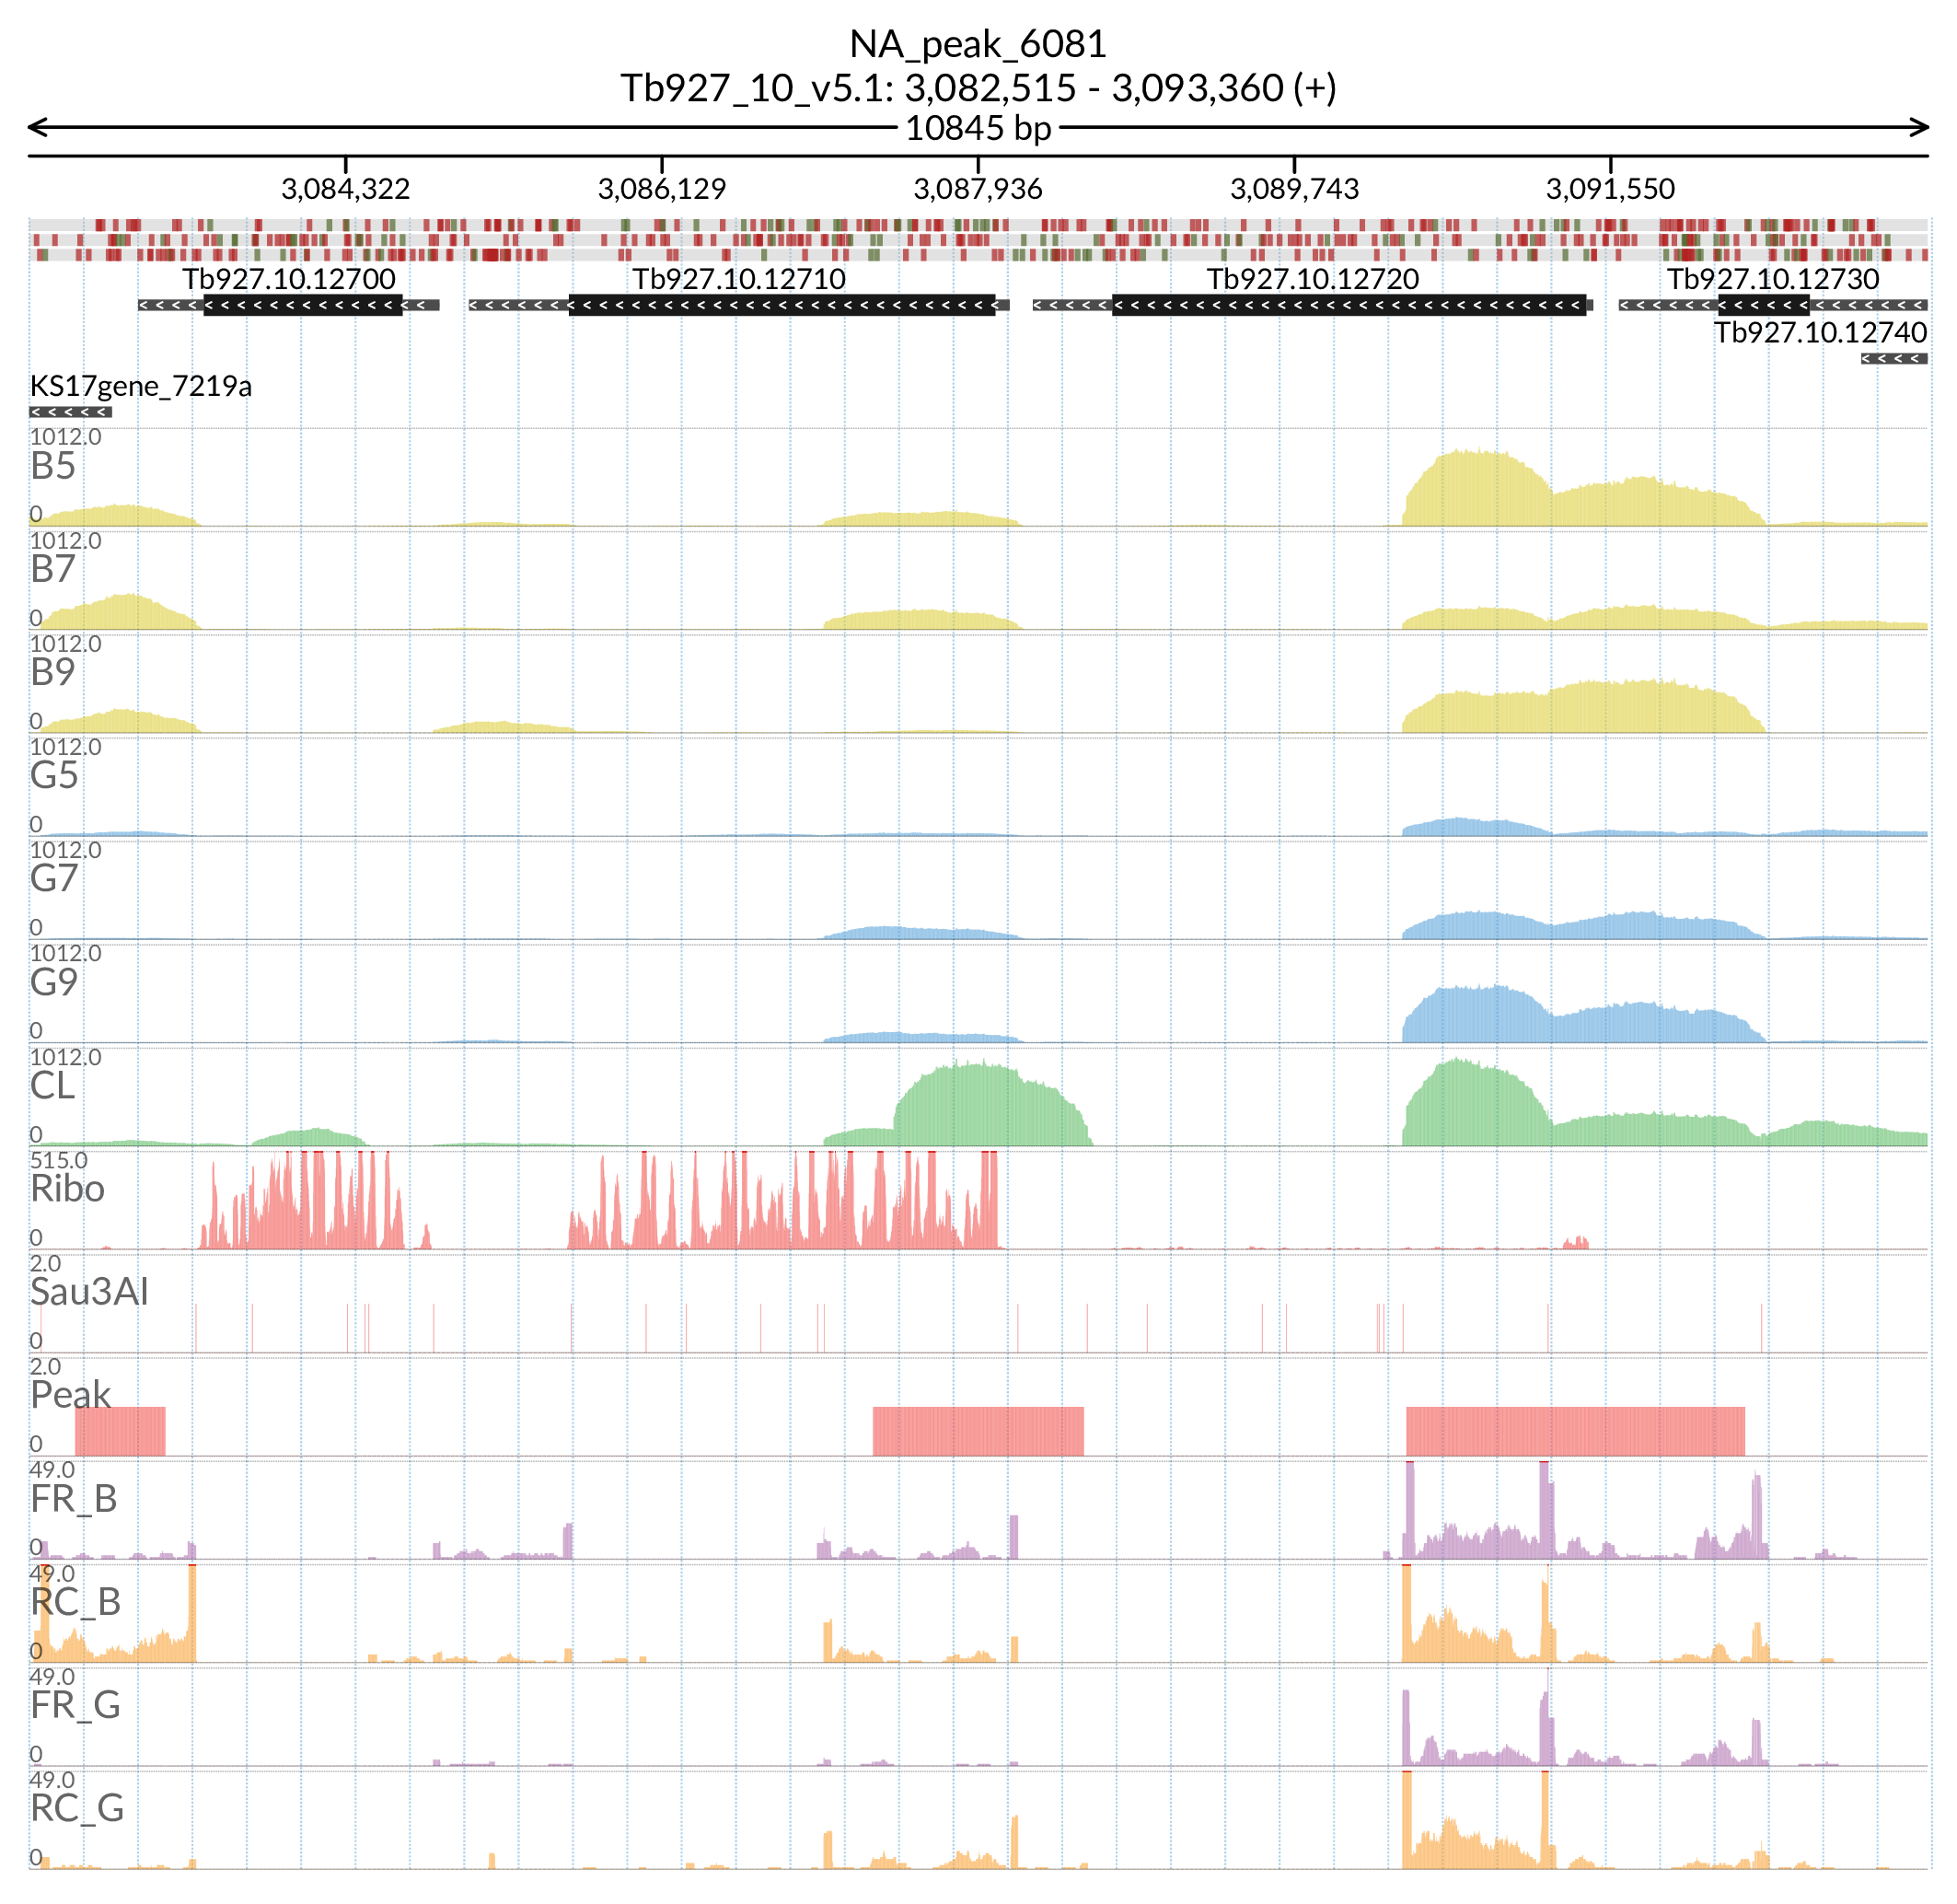 NA_peak_6081
Tb927_10_v5.1: 3,082,515 - 3,093,360 (+)
10845 bp
3,084,322 3,086,129 3,087,936 3,089,743 3,091,550
Tb927.10.12700 Tb927.10.12710 Tb927.10.12720 Tb927.10.12730
Tb927.10.12740
KS17gene_7219a
1012.0
B5
0
1012.0
B7
0
1012.0
B9
0
1012.0
G5
0
1012.0
G7
0
1012.0
G9
0
1012.0
CL
0
515.0
Ribo
0
2.0
Sau3AI
0
2.0
Peak
0
49.0
FR_B
0
49.0
RC_B
0
49.0
FR_G
0
49.0
RC_G
0